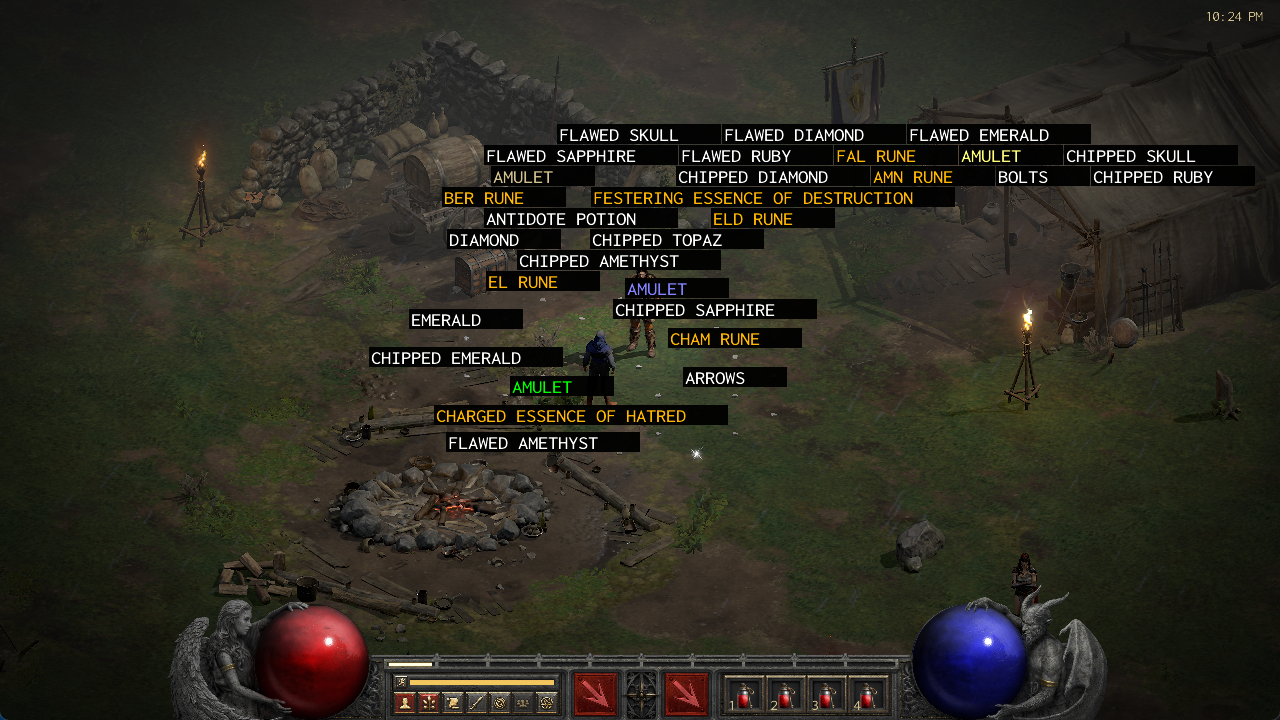 10:24 PM
FLAWED SKULL FLAWED DIAMOND FLAWED EMERALD
FLAWED SAPPHIRE FLAWED RUBY FAL RUNE AMULET CHIPPED SKULL
AMULET CHIPPED DIAMOND AMN RUNE BOLTS CHIPPED RUBY
BER RUNE FESTERING ESSENCE OF DESTRUCTION
ANTIDOTE POTION ELD RUNE
DIAMOND CHIPPED TOPAZ
CHIPPED AMETHYST
EL RUNE AMULET
CHIPPED SAPPHIRE
EMERALD
CHAM RUNE
CHIPPED EMERALD
ARROWS
AMULET
CHARGED ESSENCE OF HATRED
FLAWED AMETHYST
1 2 3 4